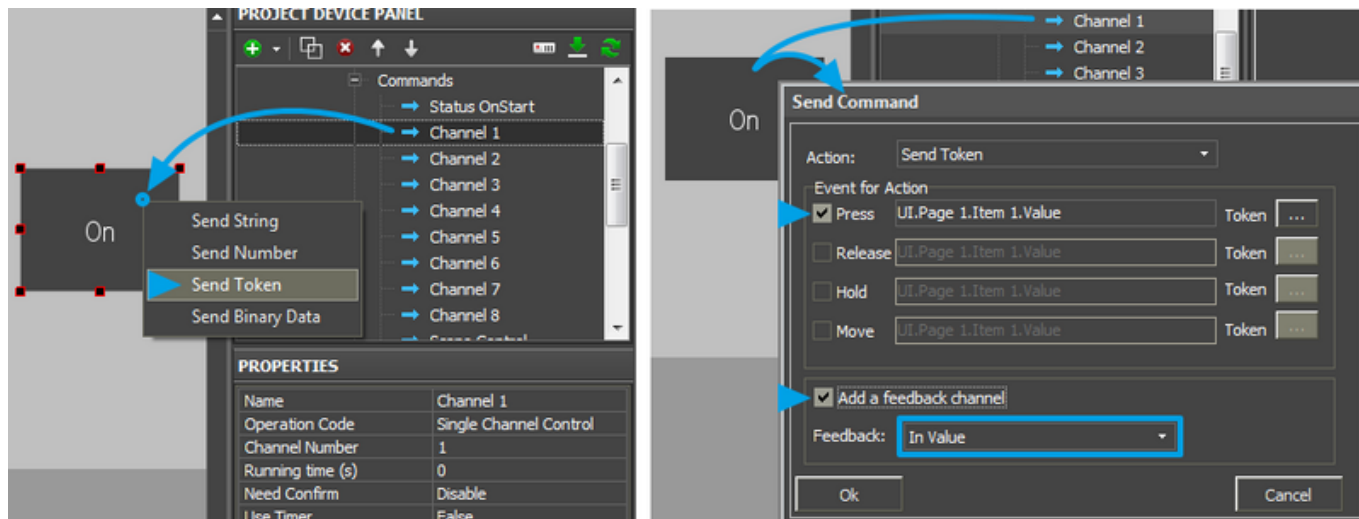 PROJECT DEVICE PANEL
Commands
Status OnStart
Channel 1
Channel 2
Channel 3
Channel 4
Channel 5
Channel 6
Channel 7
Channel 8
Scene Control
On
Send String
Send Number
Send Token
Send Binary Data
PROPERTIES
Name Channel 1
Operation Code Single Channel Control
Channel Number 1
Running time (s) 0
Need Confirm Disable
Use Timer False
Channel 1
Channel 2
Channel 3
On
Send Command
Action: Send Token
Event for Action
Press UI.Page 1.Item 1.Value Token ...
Release UI.Page 1.Item 1.Value Token ...
Hold UI.Page 1.Item 1.Value Token ...
Move UI.Page 1.Item 1.Value Token ...
Add a feedback channel
Feedback: In Value
Ok Cancel